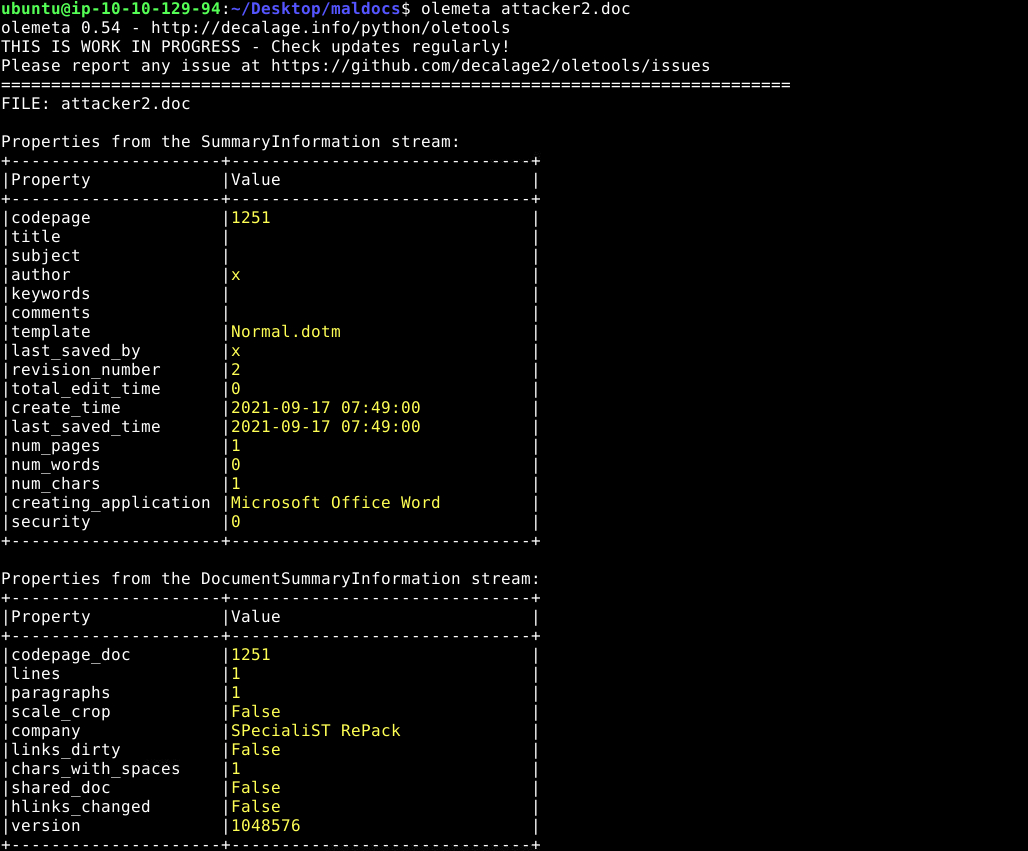 ubuntu@ip-10-10-129-94:~/Desktop/maldocs$ olemeta attacker2.doc
olemeta 0.54 - http://decalage.info/python/oletools
THIS IS WORK IN PROGRESS - Check updates regularly!
Please report any issue at https://github.com/decalage2/oletools/issues
===============================================================================
FILE: attacker2.doc

Properties from the SummaryInformation stream:
+---------------------+------------------------------+
|Property             |Value                         |
+---------------------+------------------------------+
|codepage             |1251                          |
|title                |                              |
|subject              |                              |
|author               |x                             |
|keywords             |                              |
|comments             |                              |
|template             |Normal.dotm                   |
|last_saved_by        |x                             |
|revision_number      |2                             |
|total_edit_time      |0                             |
|create_time          |2021-09-17 07:49:00           |
|last_saved_time      |2021-09-17 07:49:00           |
|num_pages            |1                             |
|num_words            |0                             |
|num_chars            |1                             |
|creating_application |Microsoft Office Word         |
|security             |0                             |
+---------------------+------------------------------+

Properties from the DocumentSummaryInformation stream:
+---------------------+------------------------------+
|Property             |Value                         |
+---------------------+------------------------------+
|codepage_doc         |1251                          |
|lines                |1                             |
|paragraphs           |1                             |
|scale_crop           |False                         |
|company              |SPecialiST RePack             |
|links_dirty          |False                         |
|chars_with_spaces    |1                             |
|shared_doc           |False                         |
|hlinks_changed       |False                         |
|version              |1048576                       |
+---------------------+------------------------------+